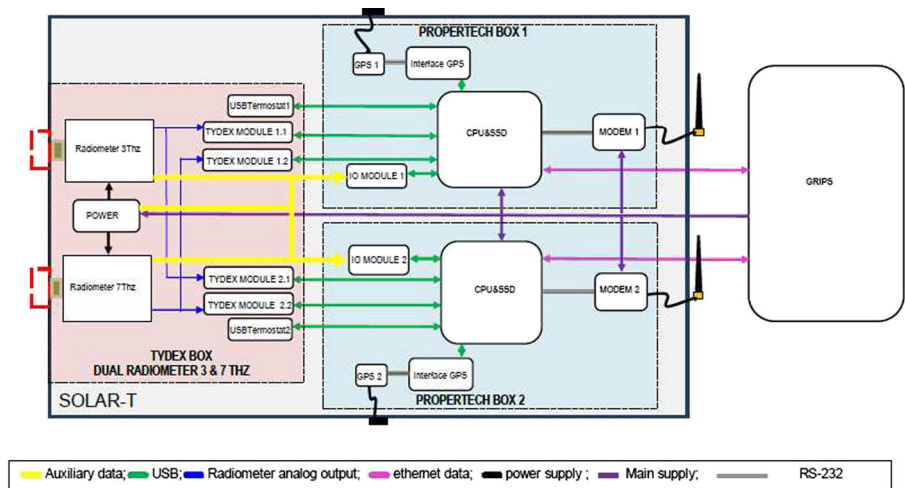 PROPERTECH BOX 1
GPS 1
Interface GPS
USBTermostat1
TYDEX MODULE 1.1
TYDEX MODULE 1.2
CPU&SSD
MODEM 1
Radiometer 3Thz
IO MODULE 1
GRIPS
POWER
IO MODULE 2
Radiometer 7Thz
TYDEX MODULE 2.1
TYDEX MODULE 2.2
USBTermostat2
CPU&SSD
MODEM 2
TYDEX BOX
DUAL RADIOMETER 3 & 7 THZ
GPS 2
Interface GPS
SOLAR-T
PROPERTECH BOX 2
Auxiliary data; USB; Radiometer analog output; ethernet data; power supply ; Main supply; RS-232